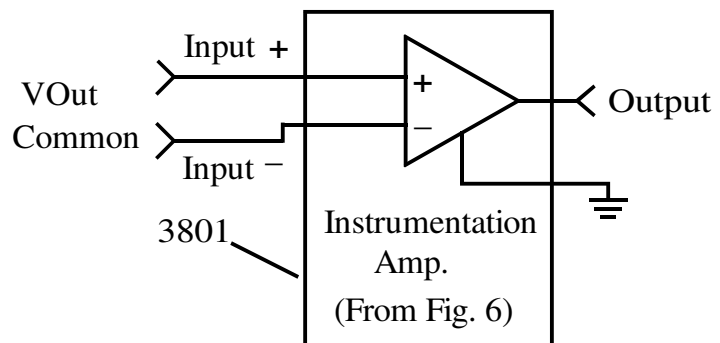 Input +
VOut
Common
Input −
+
−
Output
3801
Instrumentation
Amp.
(From Fig. 6)